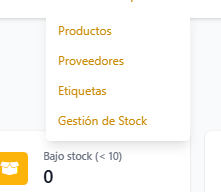 Productos
Proveedores
Etiquetas
Gestión de Stock
Bajo stock (< 10)
0